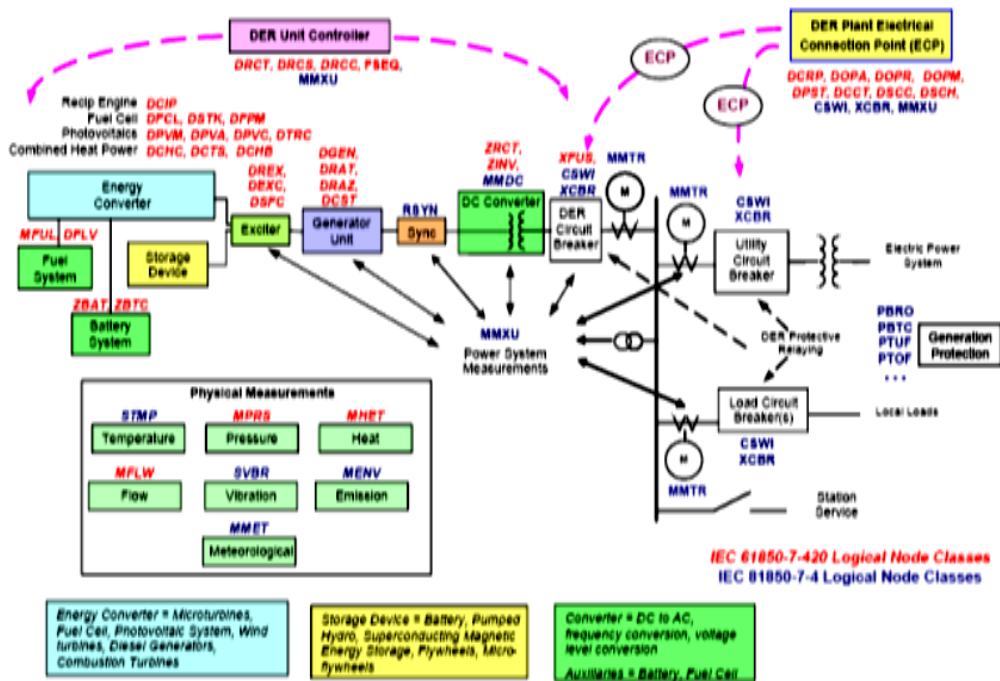 DER Unit Controller
DRCT, DRCS, DRCC, FSEQ,
MMXU
ECP
ECP
DER Plant Electrical
Connection Point (ECP)
DCRP, DOPA, DOPR, DOPM,
DPST, DCCT, DSCC, DSCH,
CSWI, XCBR, MMXU
Recip Engine DCIP
Fuel Cell DFCL, DSTK, DFPM
Photovoltaics DPVM, DPVA, DPVC, DTRC
Combined Heat Power DCHC, DCTS, DCHB
Energy
Converter
DREX,
DEXC,
DSFC
Exciter
DGEN,
DRAT,
DRAZ,
DCST
Generator
Unit
RSYN
Sync
ZRCT,
ZINV,
MMDC
DC Converter
XFUS,
CSWI
XCBR
DER
Circuit
Breaker
MMTR
M
MMTR
M
CSWI
XCBR
Utility
Circuit
Breaker
Electric Power
System
MFUL, DFLV
Fuel
System
Storage
Device
ZBAT, ZBTC
Battery
System
MMXU
Power System
Measurements
DER Protective
Relaying
PBRO
PBTC
PTUF
PTOF
...
Generation
Protection
Load Circuit
Breaker(s)
Local Loads
CSWI
XCBR
M
MMTR
Station
Service
Physical Measurements
STMP MPRS MHET
Temperature Pressure Heat
MFLW SVBR MENV
Flow Vibration Emission
MMET
Meteorological
IEC 61850-7-420 Logical Node Classes
IEC 61850-7-4 Logical Node Classes
Energy Converter = Microturbines,
Fuel Cell, Photovoltaic System, Wind
turbines, Diesel Generators,
Combustion Turbines
Storage Device = Battery, Pumped
Hydro, Superconducting Magnetic
Energy Storage, Flywheels, Micro-
flywheels
Converter = DC to AC,
frequency conversion, voltage
level conversion
Auxiliaries = Battery, Fuel Cell